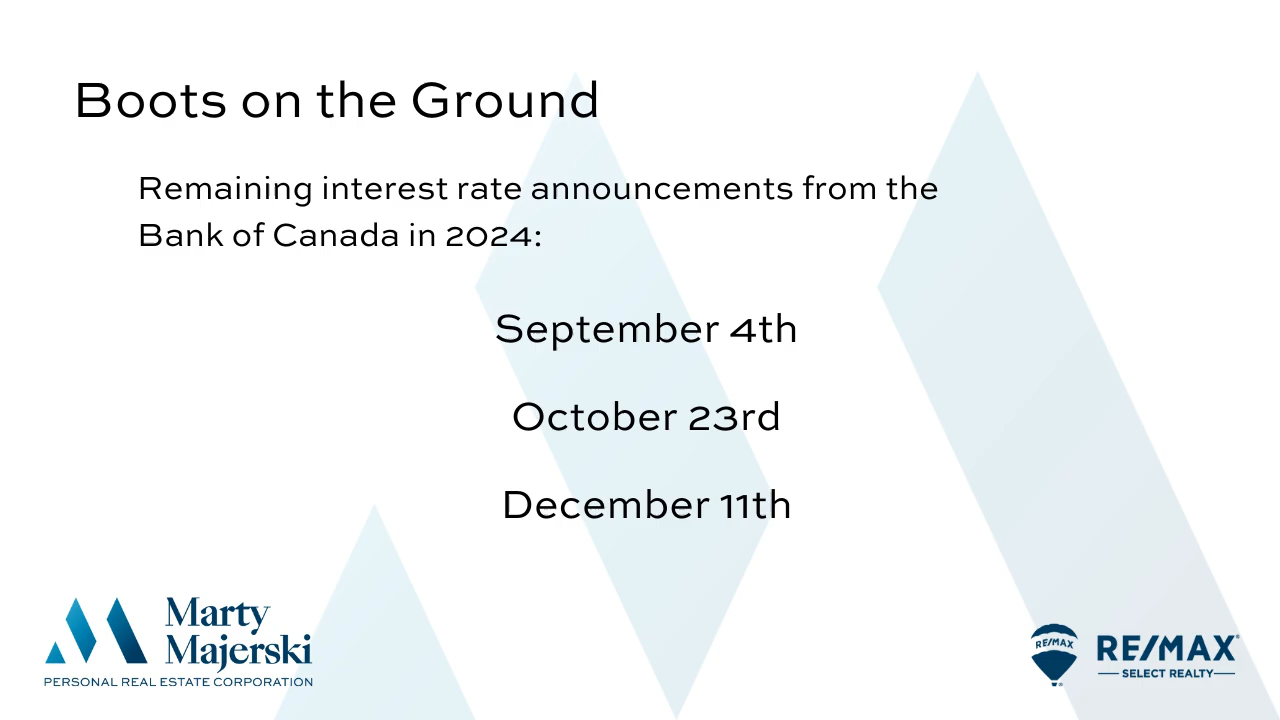 Boots on the Ground
Remaining interest rate announcements from the
Bank of Canada in 2024:
September 4th
October 23rd
December 11th
Marty
Majerski
PERSONAL REAL ESTATE CORPORATION
RE/MAX
RE/MAX
SELECT REALTY